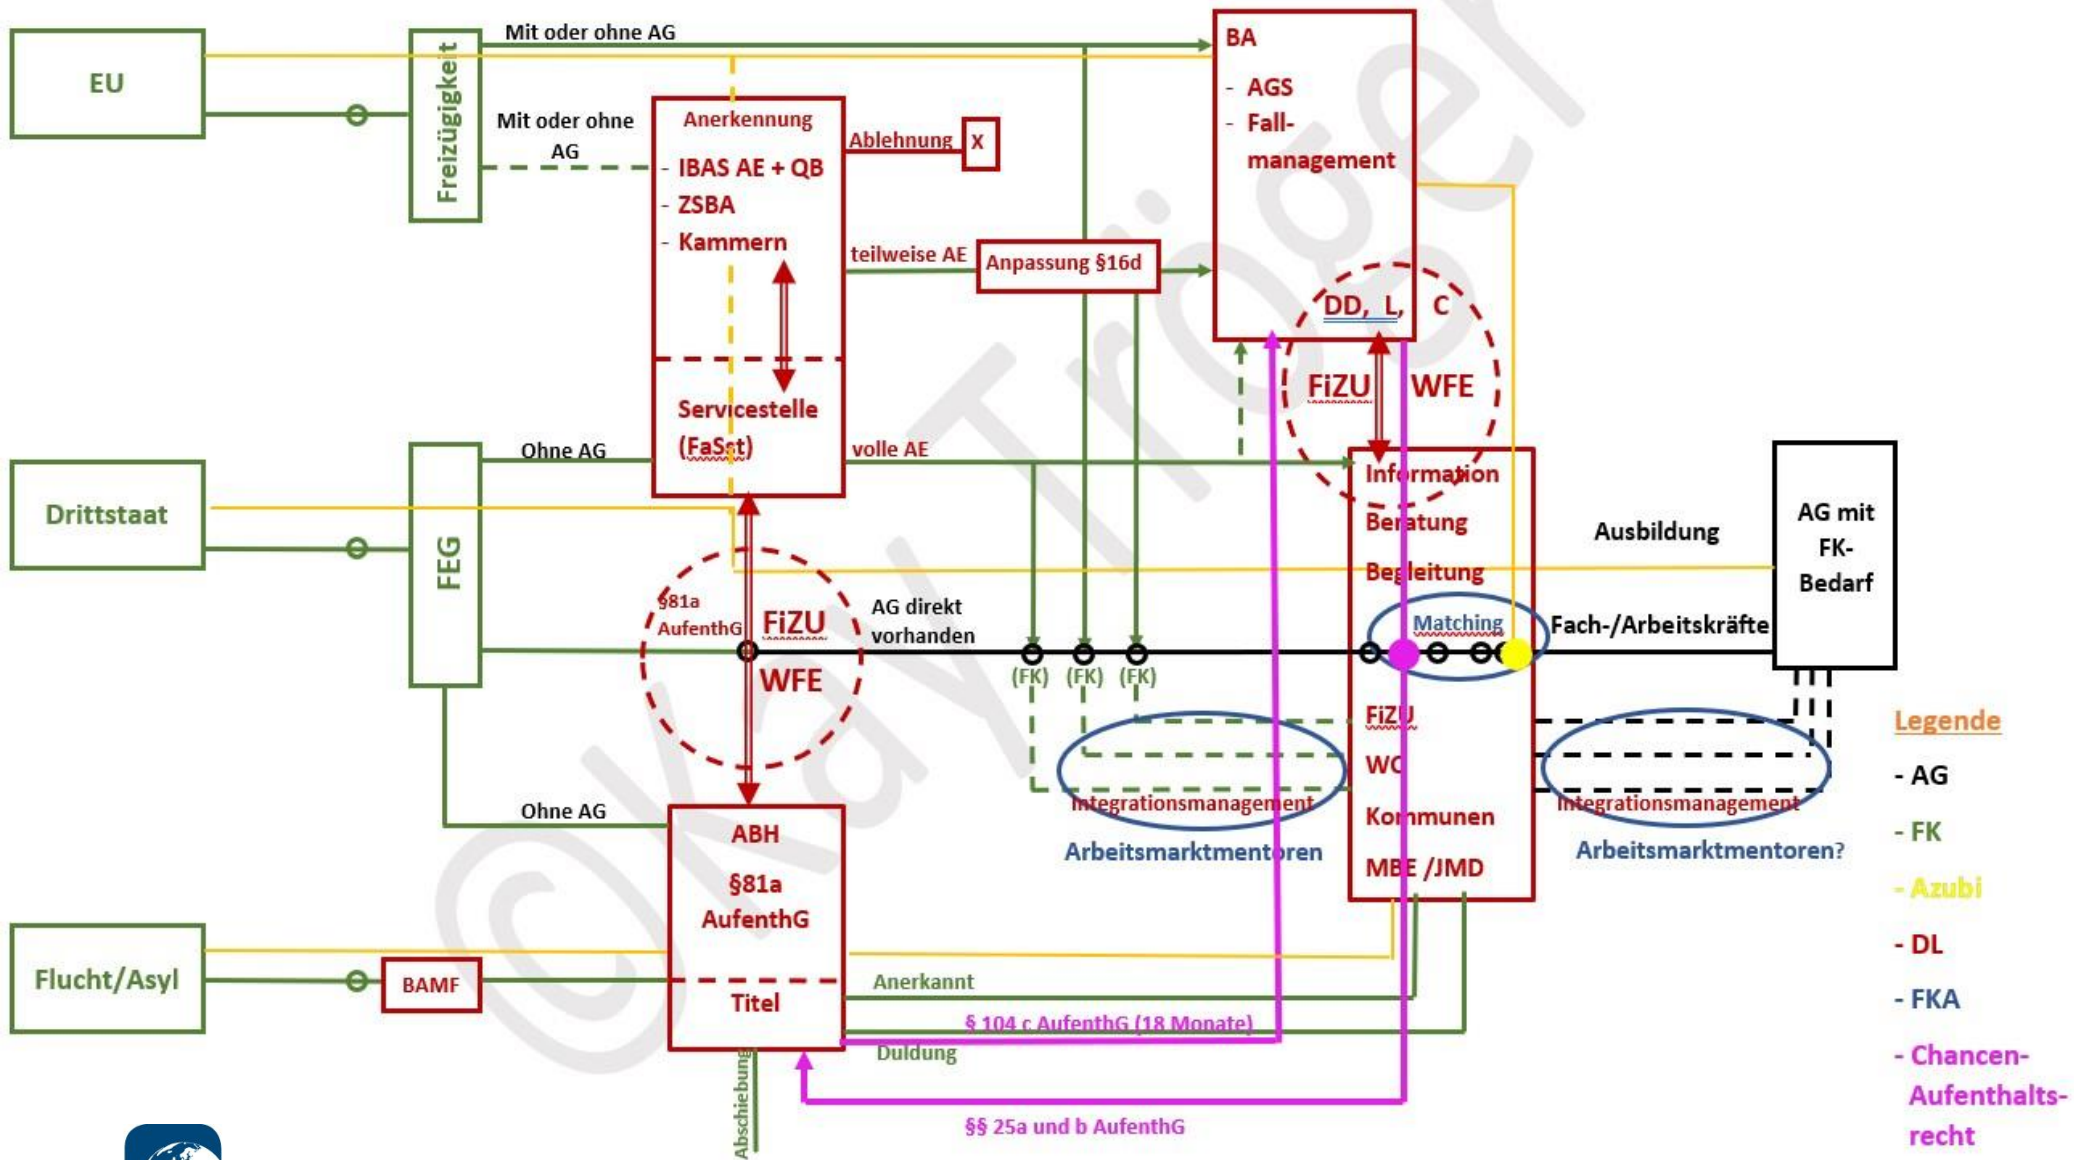 Mit oder ohne AG
EU
Freizügigkeit
Mit oder ohne
AG
Anerkennung
- IBAS AE + QB
- ZSBA
- Kammern
Servicestelle
(FaSst)
Ablehnung
X
teilweise AE
Anpassung §16d
volle AE
BA
- AGS
- Fall-
management
DD, L, C
FiZU
WFE
Drittstaat
FEG
Ohne AG
§81a
AufenthG
FiZU
WFE
AG direkt
vorhanden
(FK)
(FK)
(FK)
Information
Beratung
Begleitung
Matching
FiZU
WC
Kommunen
MBE /JMD
Ausbildung
Fach-/Arbeitskräfte
AG mit
FK-
Bedarf
Integrationsmanagement
Arbeitsmarktmentoren
Integrationsmanagement
Arbeitsmarktmentoren?
Ohne AG
ABH
§81a
AufenthG
Titel
Flucht/Asyl
BAMF
Anerkannt
§ 104 c AufenthG (18 Monate)
Duldung
§§ 25a und b AufenthG
Abschiebung
Legende
- AG
- FK
- Azubi
- DL
- FKA
- Chancen-
Aufenthalts-
recht
©Kay Tröger